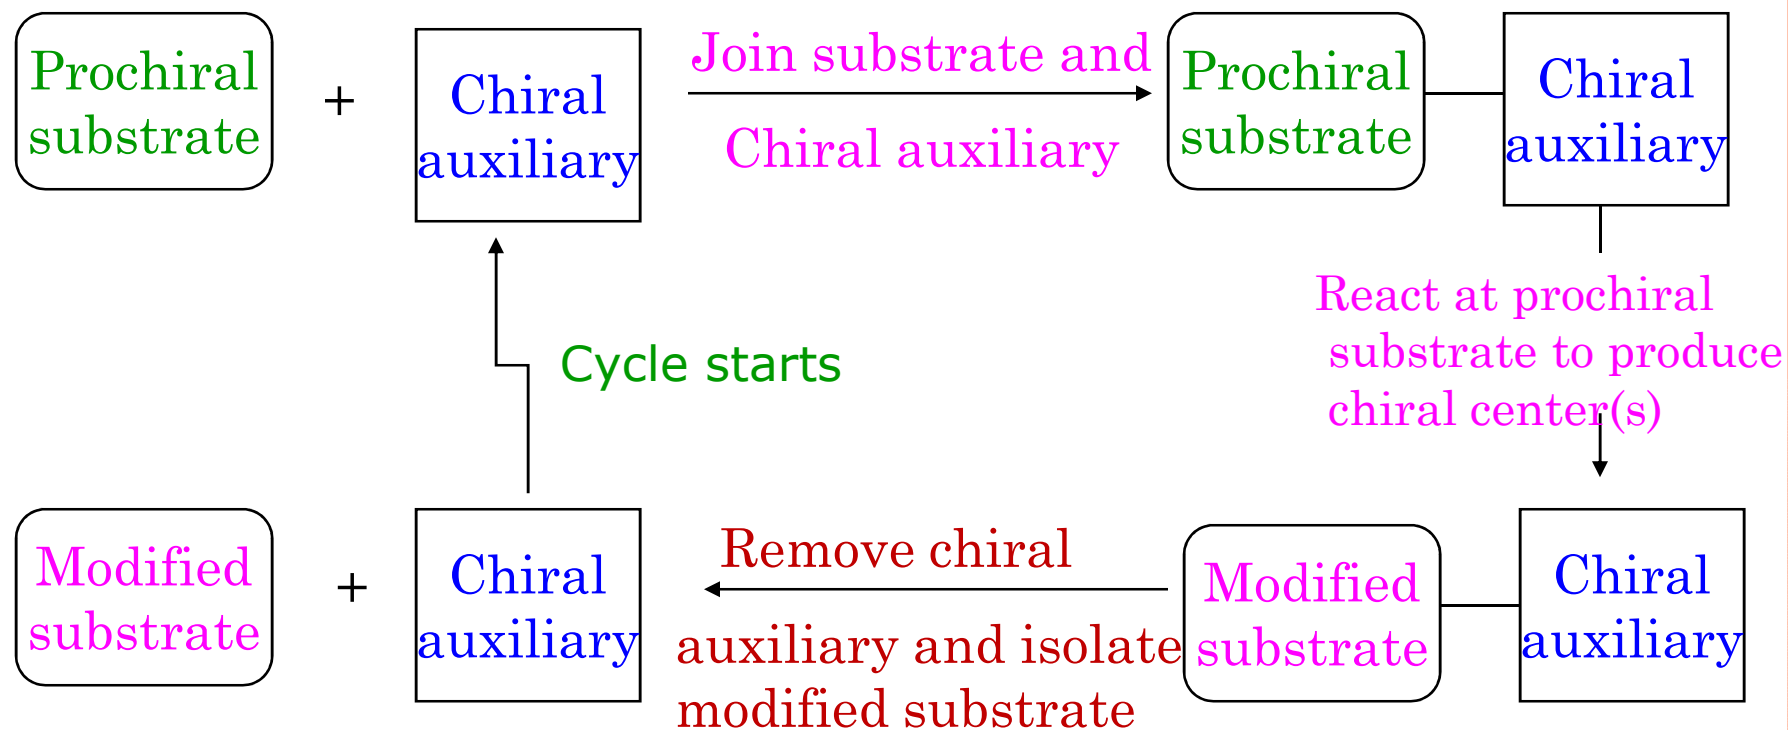 Prochiral
substrate
+
Chiral
auxiliary
Join substrate and
Chiral auxiliary
Prochiral
substrate
Chiral
auxiliary
React at prochiral
substrate to produce
chiral center(s)
Cycle starts
Modified
substrate
+
Chiral
auxiliary
Remove chiral
auxiliary and isolate
modified substrate
Modified
substrate
Chiral
auxiliary